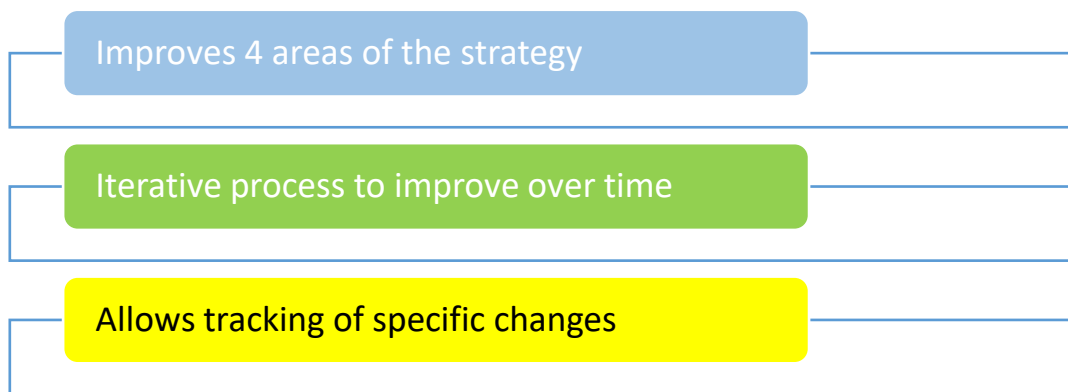 Improves 4 areas of the strategy
Iterative process to improve over time
Allows tracking of specific changes